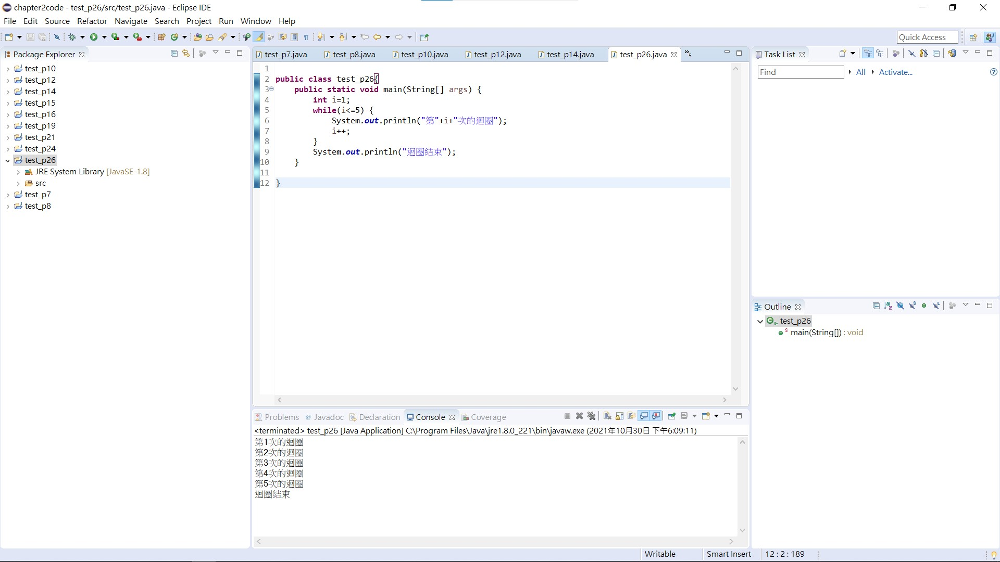 chapter2code - test_p26/src/test_p26.java - Eclipse IDE
File Edit Source Refactor Navigate Search Project Run Window Help
Quick Access
Package Explorer
test_p10
test_p12
test_p14
test_p15
test_p16
test_p19
test_p21
test_p24
test_p26
JRE System Library [JavaSE-1.8]
src
test_p7
test_p8
test_p7.java test_p8.java test_p10.java test_p12.java test_p14.java test_p26.java »5
1
2 public class test_p26{
3 public static void main(String[] args) {
4 int i=1;
5 while(i<=5) {
6 System.out.println("第"+i+"次的迴圈");
7 i++;
8 }
9 System.out.println("迴圈結束");
10 }
11
12 }
Problems @ Javadoc Declaration Console Coverage
<terminated> test_p26 [Java Application] C:\Program Files\Java\jre1.8.0_221\bin\javaw.exe (2021年10月30日 下午6:09:11)
第1次的迴圈
第2次的迴圈
第3次的迴圈
第4次的迴圈
第5次的迴圈
迴圈結束
Task List
Find All Activate...
Outline
test_p26
main(String[]) : void
Writable Smart Insert 12 : 2 : 189